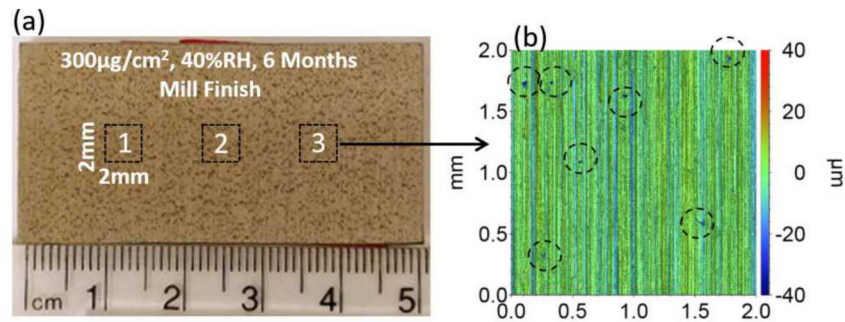 (a)
300µg/cm², 40%RH, 6 Months
Mill Finish
2mm
1
2
3
2mm
cm 1 2 3 4 5
(b)
2.0
1.5
1.0
0.5
0.0
mm
0.0 0.5 1.0 1.5 2.0
40
20
0
-20
-40
µm